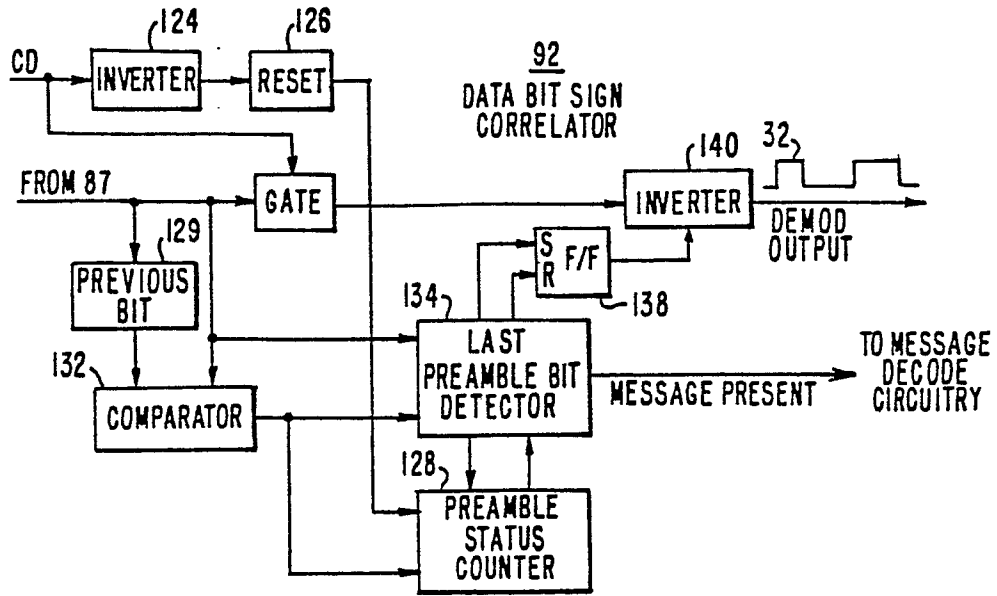 124
126
CD
INVERTER
RESET
92
DATA BIT SIGN
CORRELATOR
32
140
FROM 87
GATE
INVERTER
DEMOD
OUTPUT
129
S
R
F/F
PREVIOUS
BIT
138
134
LAST
PREAMBLE BIT
DETECTOR
TO MESSAGE
DECODE
CIRCUITRY
132
COMPARATOR
MESSAGE PRESENT
128
PREAMBLE
STATUS
COUNTER